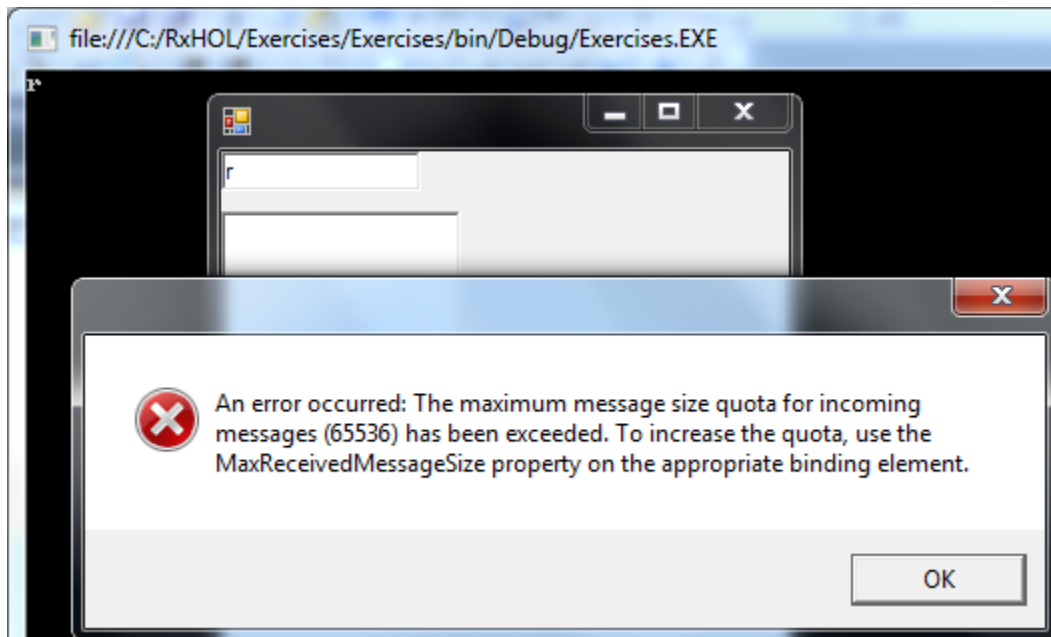 file:///C:/RxHOL/Exercises/Exercises/bin/Debug/Exercises.EXE
r
r
An error occurred: The maximum message size quota for incoming
messages (65536) has been exceeded. To increase the quota, use the
MaxReceivedMessageSize property on the appropriate binding element.
OK